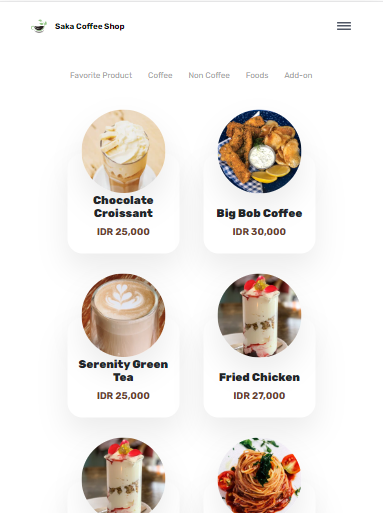 Saka Coffee Shop
Favorite Product Coffee Non Coffee Foods Add-on
Chocolate
Croissant
IDR 25,000
Big Bob Coffee
IDR 30,000
Serenity Green
Tea
IDR 25,000
Fried Chicken
IDR 27,000